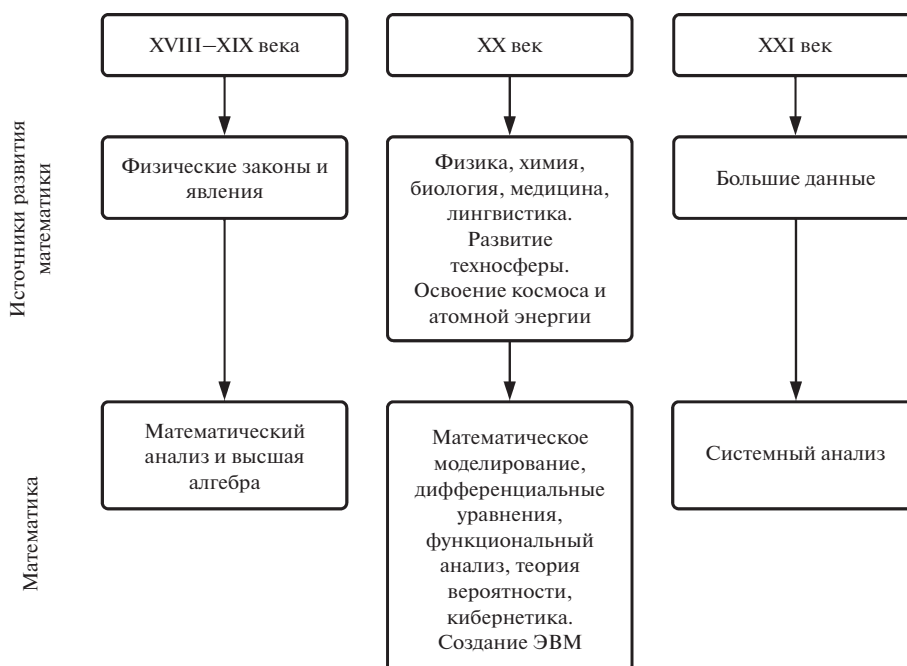 XVIII–XIX века
XX век
XXI век
Источники развития
математики
Физические законы и
явления
Физика, химия,
биология, медицина,
лингвистика.
Развитие
техносферы.
Освоение космоса и
атомной энергии
Большие данные
Математика
Математический
анализ и высшая
алгебра
Математическое
моделирование,
дифференциальные
уравнения,
функциональный
анализ, теория
вероятности,
кибернетика.
Создание ЭВМ
Системный анализ